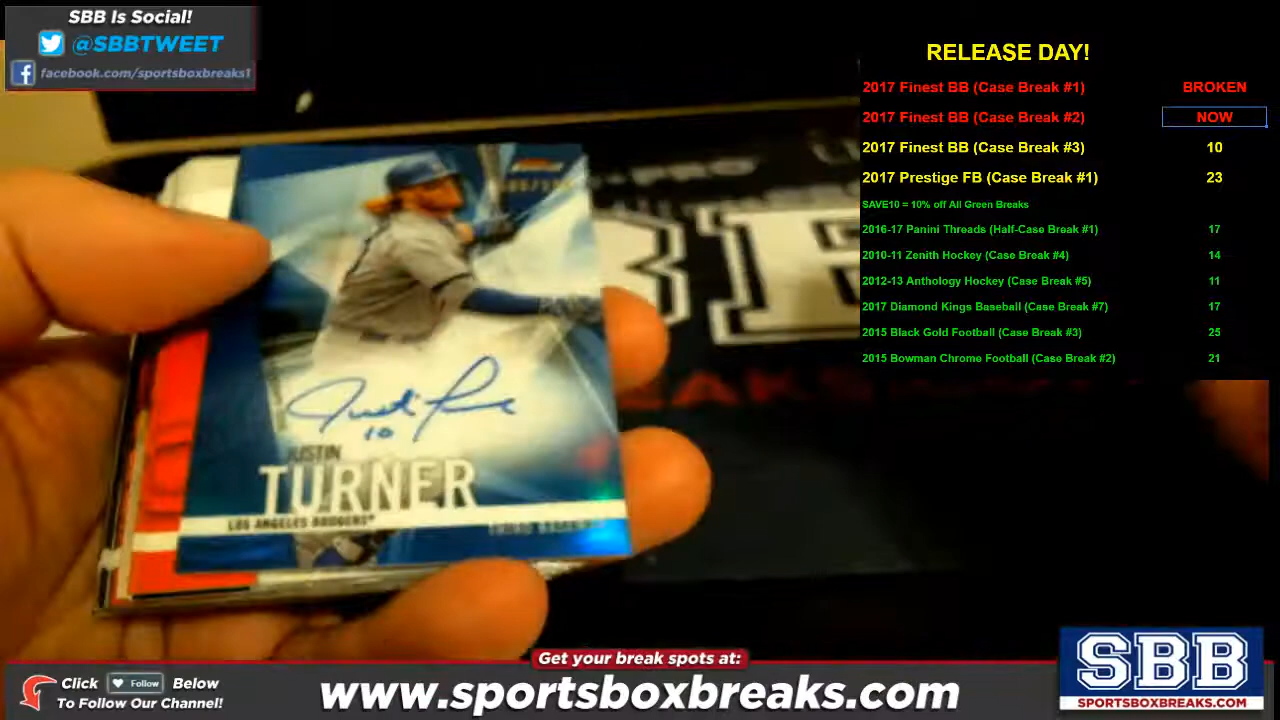 SBB Is Social!
@SBBTWEET
facebook.com/sportsboxbreaks1
RELEASE DAY!
2017 Finest BB (Case Break #1) BROKEN
2017 Finest BB (Case Break #2) NOW
2017 Finest BB (Case Break #3) 10
2017 Prestige FB (Case Break #1) 23
SAVE10 = 10% off All Green Breaks
2016-17 Panini Threads (Half-Case Break #1) 17
2010-11 Zenith Hockey (Case Break #4) 14
2012-13 Anthology Hockey (Case Break #5) 11
2017 Diamond Kings Baseball (Case Break #7) 17
2015 Black Gold Football (Case Break #3) 25
2015 Bowman Chrome Football (Case Break #2) 21
10
JUSTIN
TURNER
LOS ANGELES DODGERS
Get your break spots at:
www.sportsboxbreaks.com
Click Follow Below
To Follow Our Channel!
SBB
SPORTSBOXBREAKS.COM